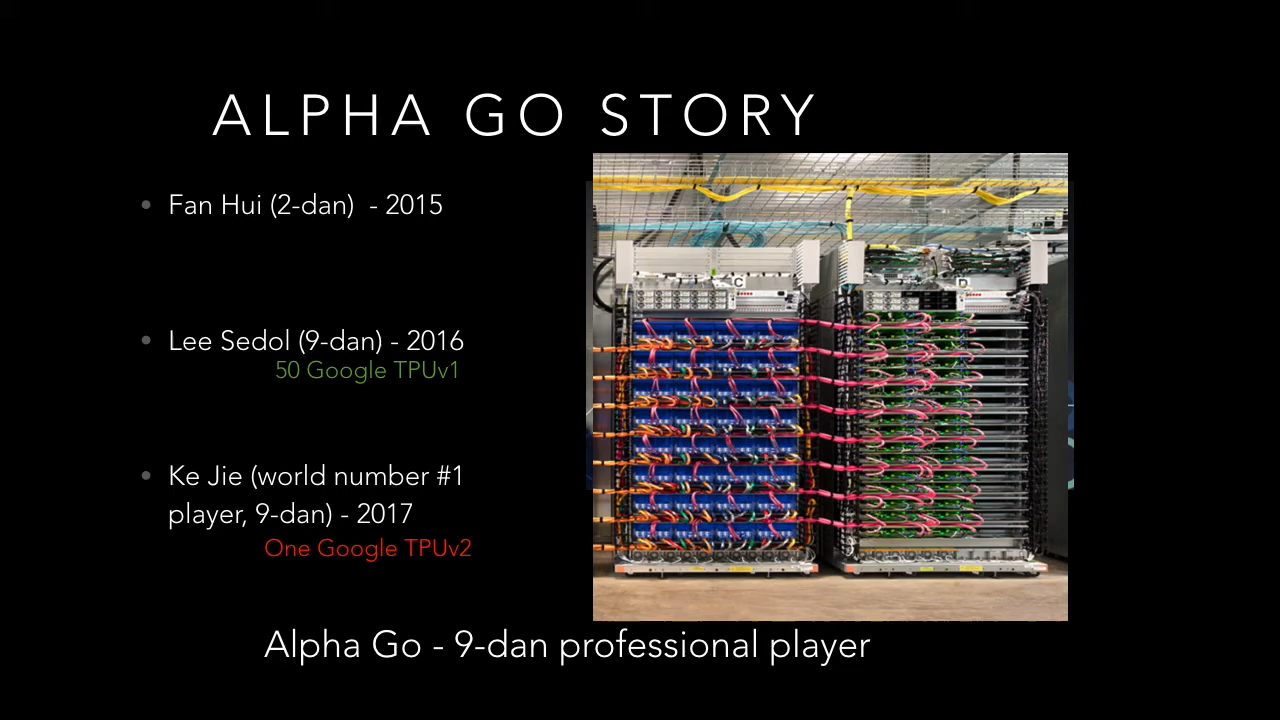 ALPHA GO STORY
Fan Hui (2-dan) - 2015
Lee Sedol (9-dan) - 2016
50 Google TPUv1
Ke Jie (world number #1
player, 9-dan) - 2017
One Google TPUv2
C
D
Alpha Go - 9-dan professional player